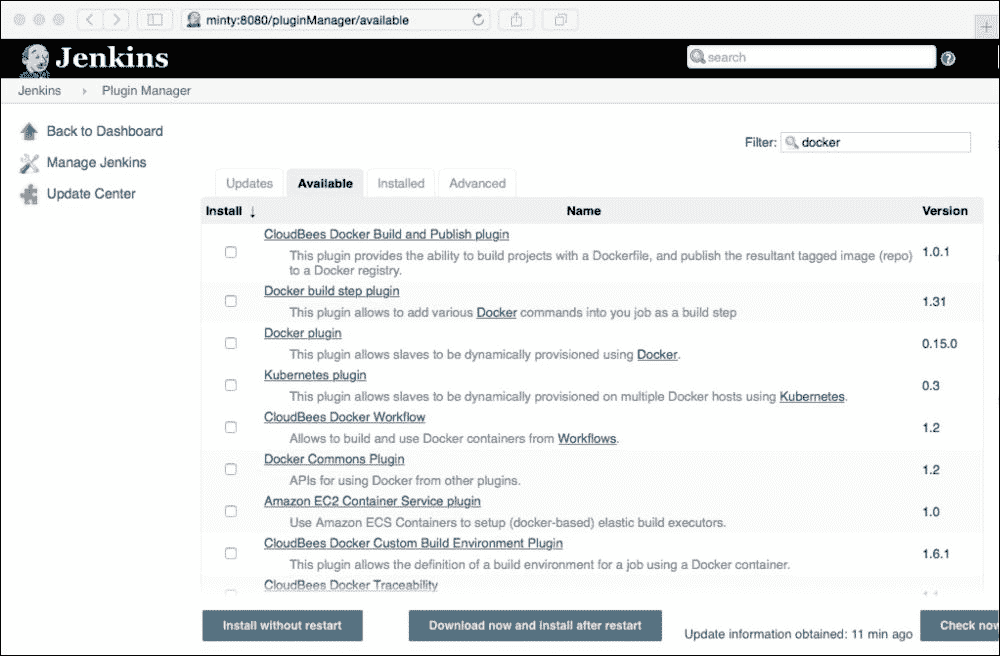 minty:8080/pluginManager/available
Jenkins
search
Jenkins › Plugin Manager
Back to Dashboard
Manage Jenkins
Update Center
Filter: docker
Updates Available Installed Advanced
Install ↓ Name Version
CloudBees Docker Build and Publish plugin
This plugin provides the ability to build projects with a Dockerfile, and publish the resultant tagged image (repo)
to a Docker registry.
1.0.1
Docker build step plugin
This plugin allows to add various Docker commands into you job as a build step
1.31
Docker plugin
This plugin allows slaves to be dynamically provisioned using Docker.
0.15.0
Kubernetes plugin
This plugin allows slaves to be dynamically provisioned on multiple Docker hosts using Kubernetes.
0.3
CloudBees Docker Workflow
Allows to build and use Docker containers from Workflows.
1.2
Docker Commons Plugin
APIs for using Docker from other plugins.
1.2
Amazon EC2 Container Service plugin
Use Amazon ECS Containers to setup (docker-based) elastic build executors.
1.0
CloudBees Docker Custom Build Environment Plugin
This plugin allows the definition of a build environment for a job using a Docker container.
1.6.1
CloudBees Docker Traceability
Install without restart
Download now and install after restart
Update information obtained: 11 min ago
Check now